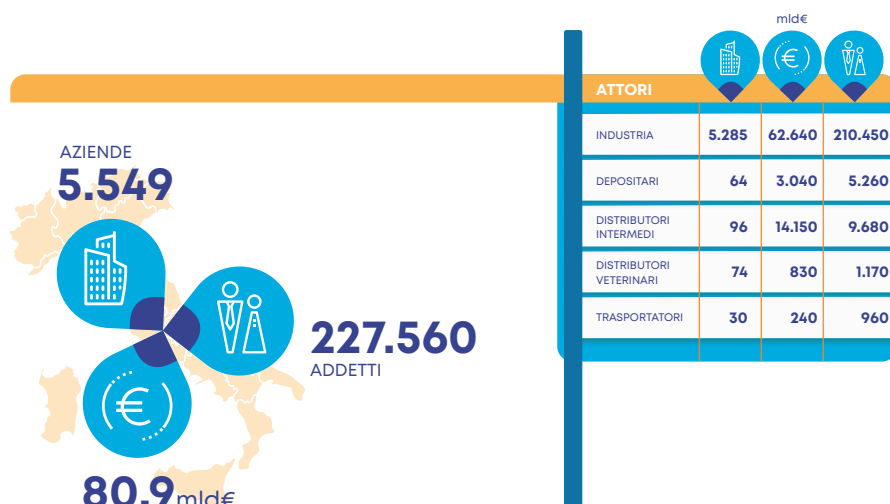 mld€
ATTORI
INDUSTRIA 5.285 62.640 210.450
DEPOSITARI 64 3.040 5.260
DISTRIBUTORI
INTERMEDI 96 14.150 9.680
DISTRIBUTORI
VETERINARI 74 830 1.170
TRASPORTATORI 30 240 960
AZIENDE
5.549
227.560
ADDETTI
80,9 mld€